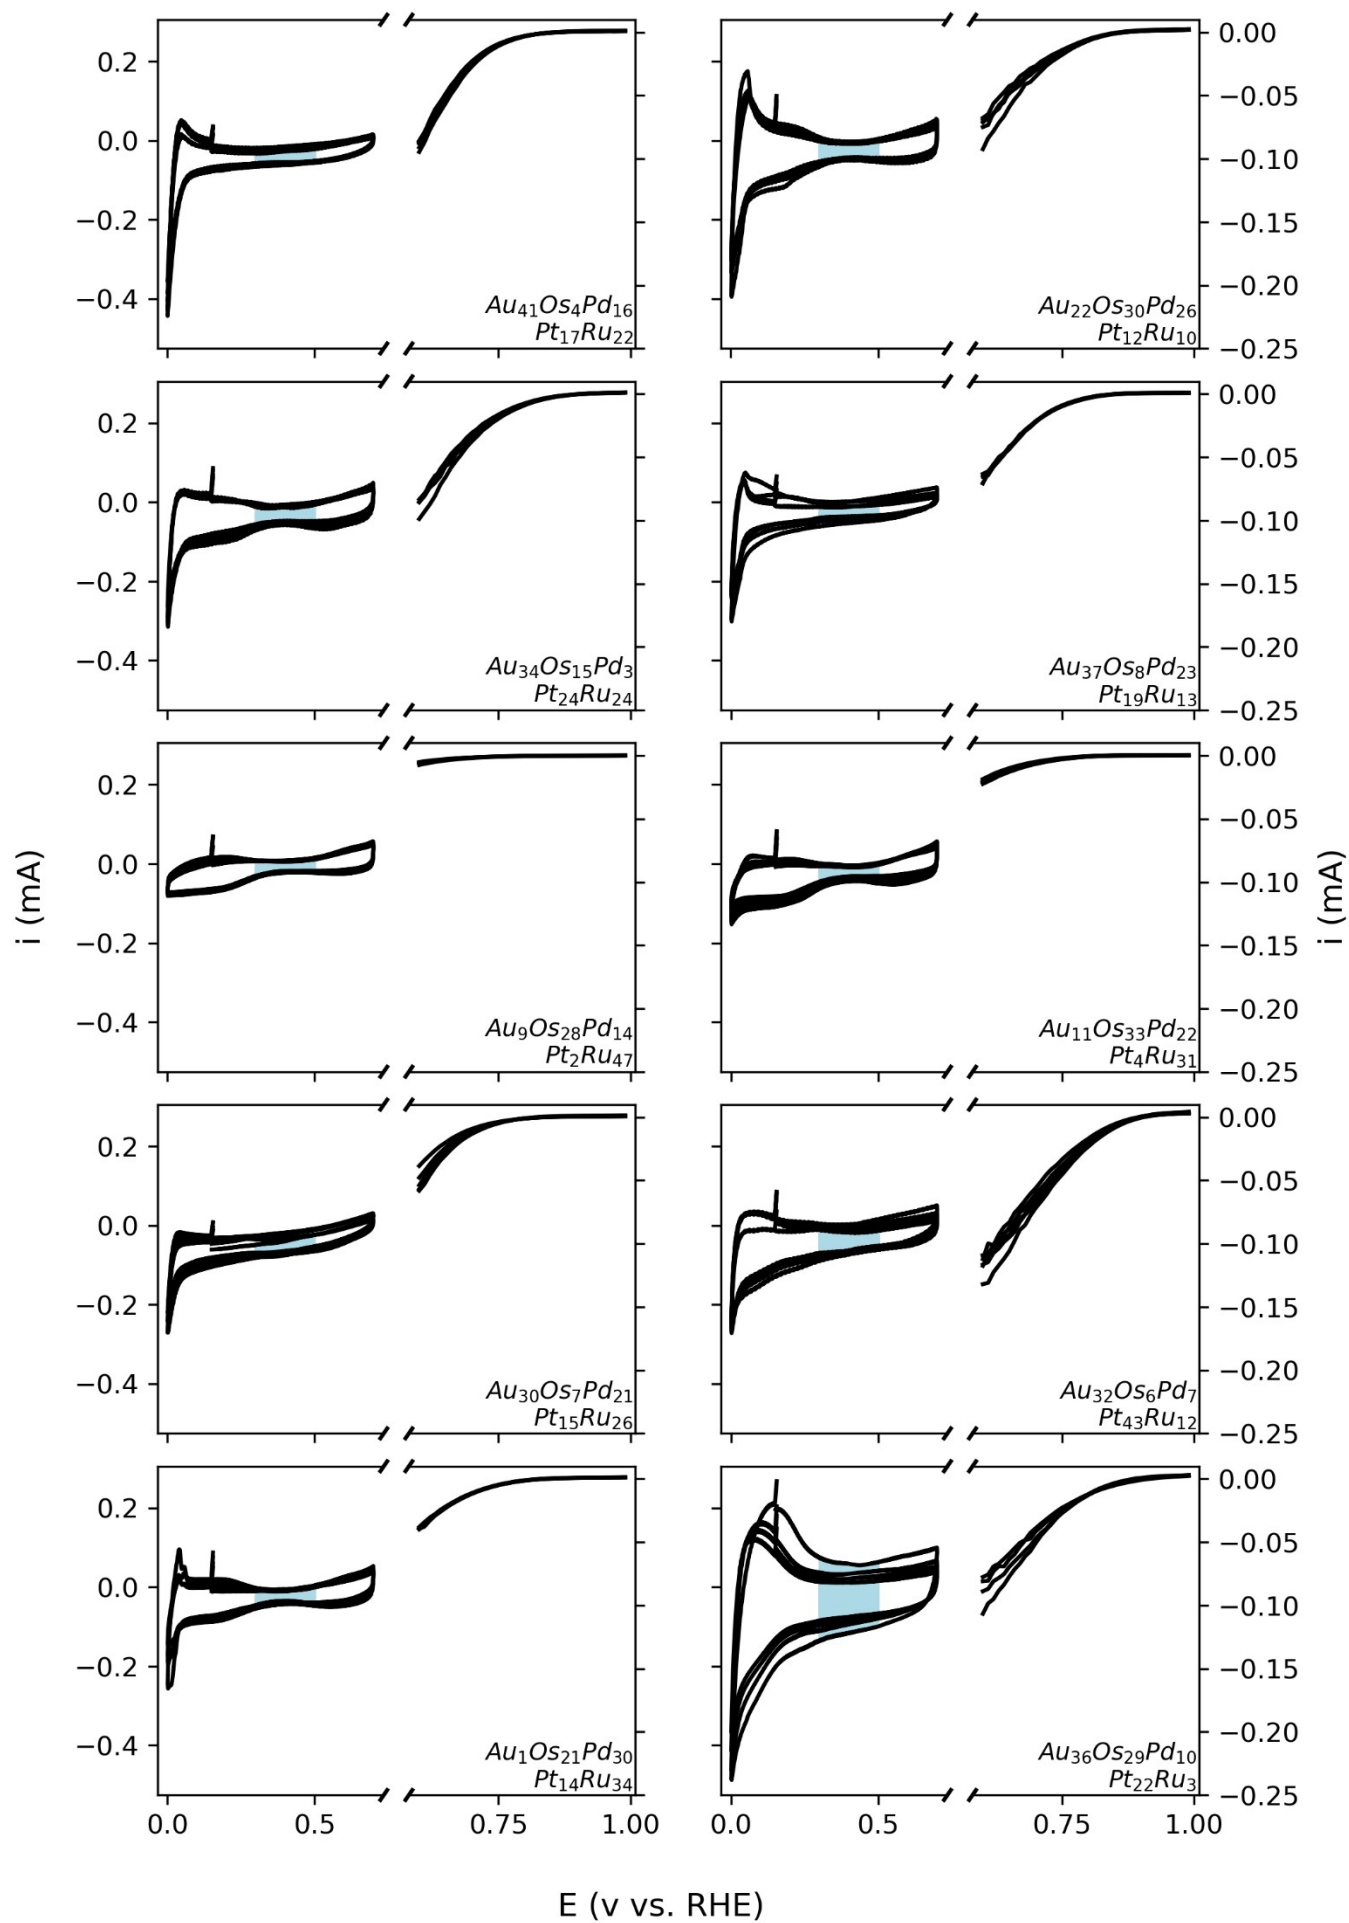 0.2
0.0
−0.2
−0.4
Au₄₁Os₄Pd₁₆
Pt₁₇Ru₂₂
Au₂₂Os₃₀Pd₂₆
Pt₁₂Ru₁₀
0.00
−0.05
−0.10
−0.15
−0.20
−0.25
0.2
0.0
−0.2
−0.4
Au₃₄Os₁₅Pd₃
Pt₂₄Ru₂₄
Au₃₇Os₈Pd₂₃
Pt₁₉Ru₁₃
0.00
−0.05
−0.10
−0.15
−0.20
−0.25
i (mA)
0.2
0.0
−0.2
−0.4
Au₉Os₂₈Pd₁₄
Pt₂Ru₄₇
Au₁₁Os₃₃Pd₂₂
Pt₄Ru₃₁
0.00
−0.05
−0.10
−0.15
−0.20
−0.25
i (mA)
0.2
0.0
−0.2
−0.4
Au₃₀Os₇Pd₂₁
Pt₁₅Ru₂₆
Au₃₂Os₆Pd₇
Pt₄₃Ru₁₂
0.00
−0.05
−0.10
−0.15
−0.20
−0.25
0.2
0.0
−0.2
−0.4
Au₁Os₂₁Pd₃₀
Pt₁₄Ru₃₄
Au₃₆Os₂₉Pd₁₀
Pt₂₂Ru₃
0.00
−0.05
−0.10
−0.15
−0.20
−0.25
0.0 0.5 0.75 1.00 0.0 0.5 0.75 1.00
E (v vs. RHE)